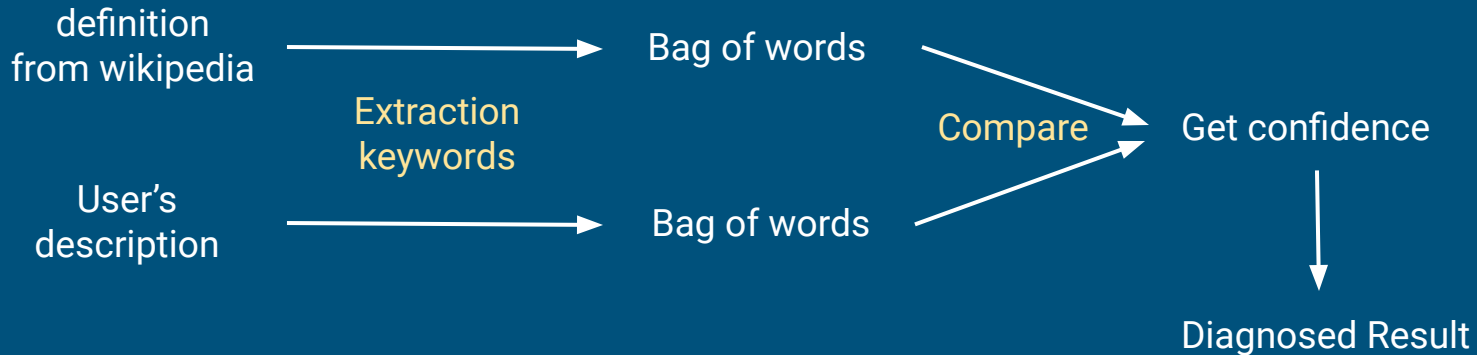 definition
from wikipedia
Bag of words
Extraction
keywords
Compare
Get confidence
User’s
description
Bag of words
Diagnosed Result